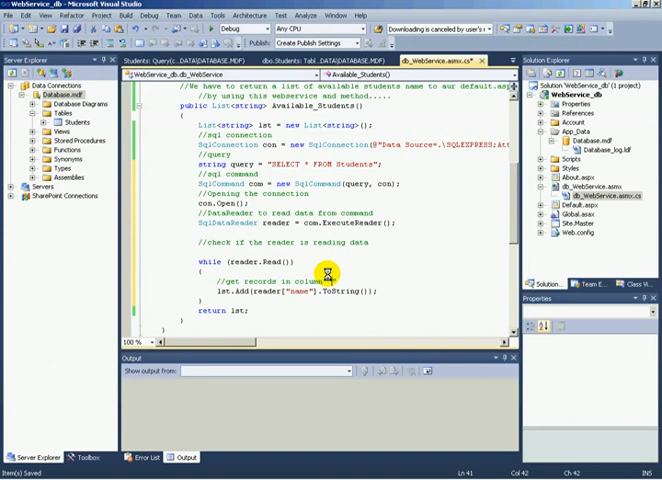 WebService_db - Microsoft Visual Studio
File Edit View Refactor Project Build Debug Team Data Tools Architecture Test Analyze Window Help
Debug Any CPU Downloading is canceled by user's r
Publish: Create Publish Settings
Server Explorer
Data Connections
Database.mdf
Database Diagrams
Tables
Students
Views
Stored Procedures
Functions
Synonyms
Types
Assemblies
Servers
SharePoint Connections
Students: Query(c...DATA\DATABASE.MDF) dbo.Students: Tabl...DATA\DATABASE.MDF) db_WebService.asmx.cs*
WebService_db.db_WebService Available_Students()
//We have to return a list of available students name to aur default.asp
//by using this webservice and method.....
public List<string> Available_Students()
{
List<string> lst = new List<string>();
//sql connection
SqlConnection con = new SqlConnection(@"Data Source=.\SQLEXPRESS;Att
//query
string query = "SELECT * FROM Students";
//sql command
SqlCommand com = new SqlCommand(query, con);
//Opening the connection
con.Open();
//DataReader to read data from command
SqlDataReader reader = com.ExecuteReader();
//check if the reader is reading data
while (reader.Read())
{
//get records in column
lst.Add(reader["name"].ToString());
}
return lst;
}
}
100 %
Output
Show output from:
Solution Explorer
Solution 'WebService_db' (1 project)
WebService_db
Properties
References
Account
App_Data
Database.mdf
Database_log.ldf
Scripts
Styles
About.aspx
db_WebService.asmx
db_WebService.asmx.cs
Default.aspx
Global.asax
Site.Master
Web.config
Solution... Team E... Class Vi...
Properties
Server Explorer Toolbox Error List Output
Item(s) Saved Ln 41 Col 42 Ch 42 INS